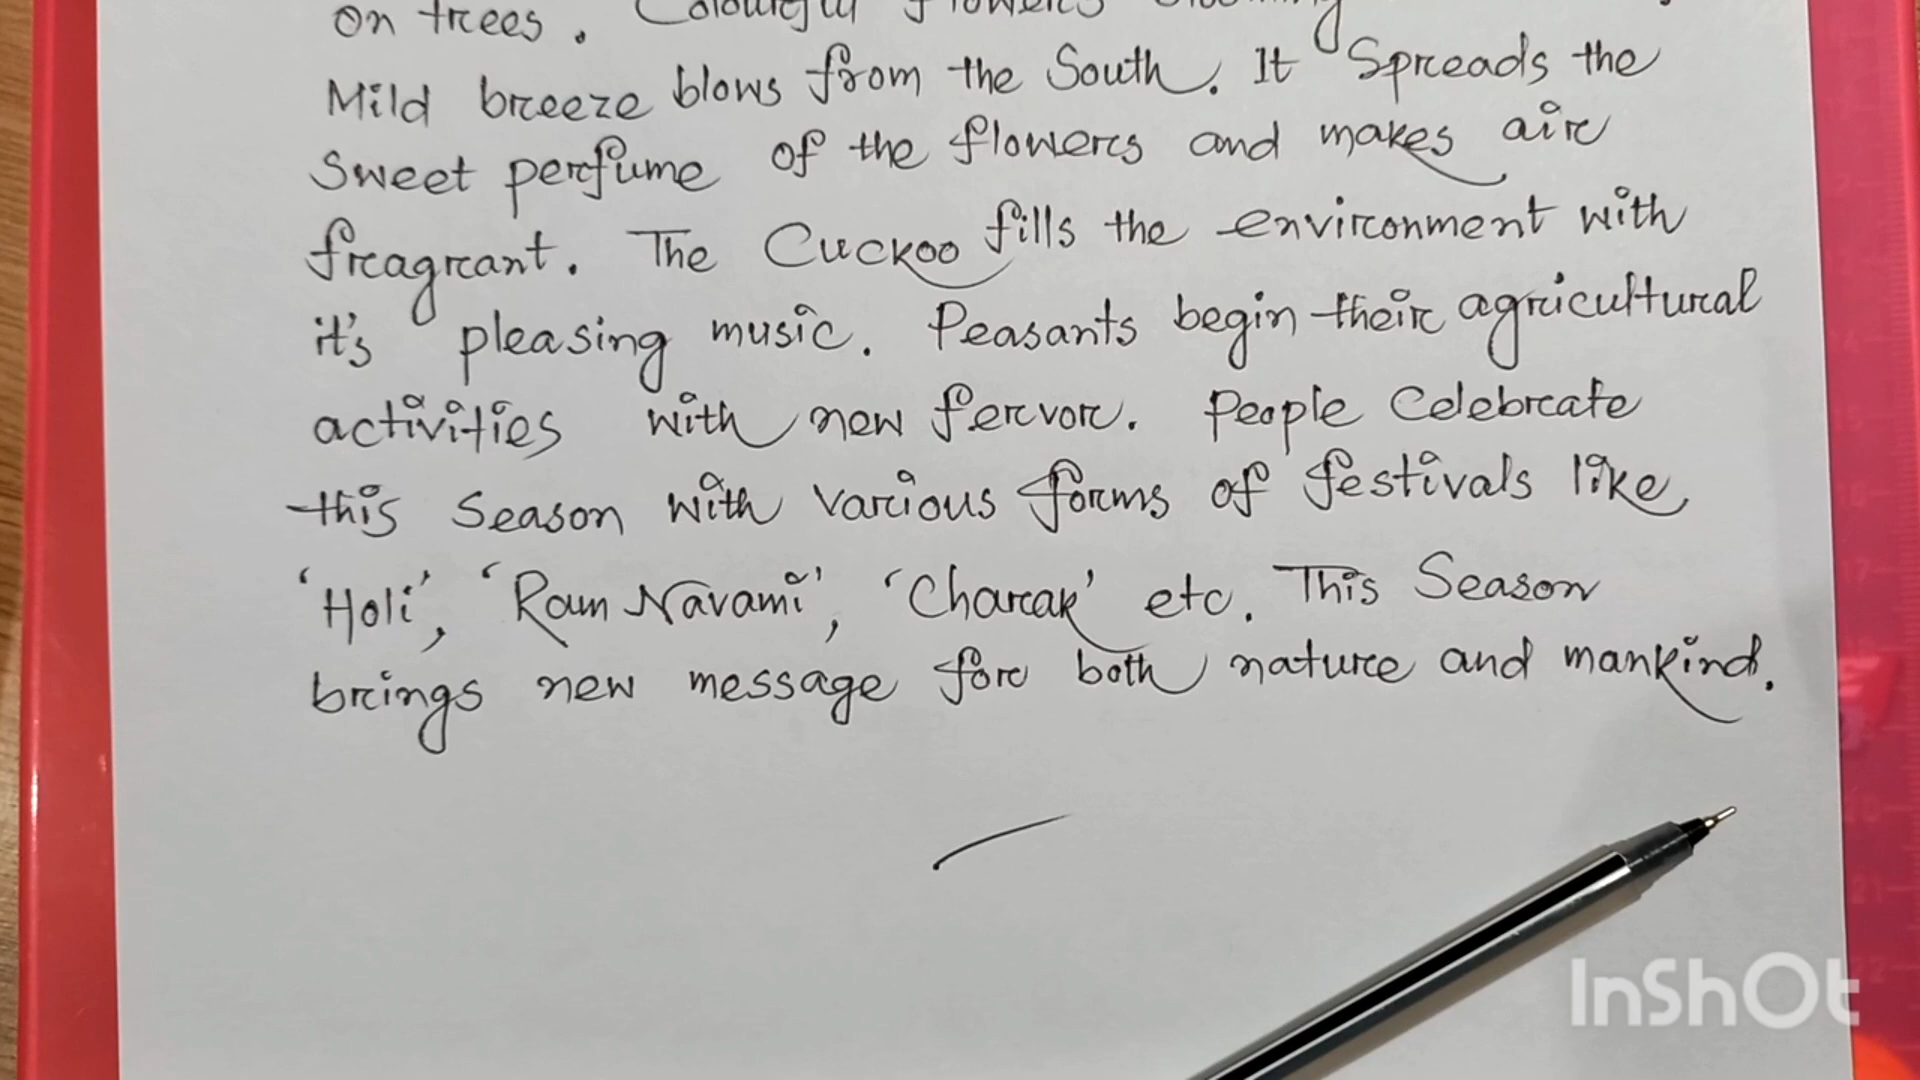 on trees. Colourful flowers blooming
Mild breeze blows from the South. It Spreads the
Sweet perfume of the flowers and makes air
fragrant. The Cuckoo fills the environment with
it's pleasing music. Peasants begin their agricultural
activities with new fervor. People Celebrate
this Season with various forms of festivals like
'Holi', 'Ram Navami', 'Charak' etc. This Season
brings new message for both nature and mankind.
InShOt